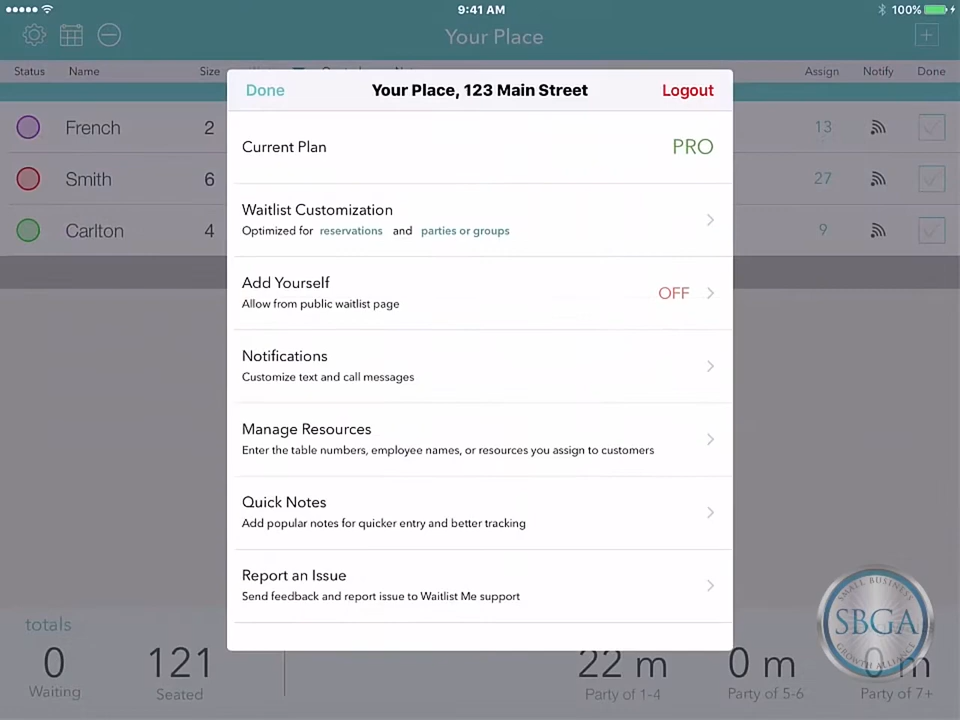 9:41 AM
100%
Your Place
Status Name Size Assign Notify Done
Done Your Place, 123 Main Street Logout
French 2 13
Smith 6 27
Carlton 4 9
Current Plan PRO
Waitlist Customization
Optimized for reservations and parties or groups
Add Yourself
Allow from public waitlist page
OFF
Notifications
Customize text and call messages
Manage Resources
Enter the table numbers, employee names, or resources you assign to customers
Quick Notes
Add popular notes for quicker entry and better tracking
Report an Issue
Send feedback and report issue to Waitlist Me support
totals
0 121 22 m 0 m 0 m
Waiting Seated Party of 1-4 Party of 5-6 Party of 7+
SMALL BUSINESS
SBGA
GROWTH ALLIANCE